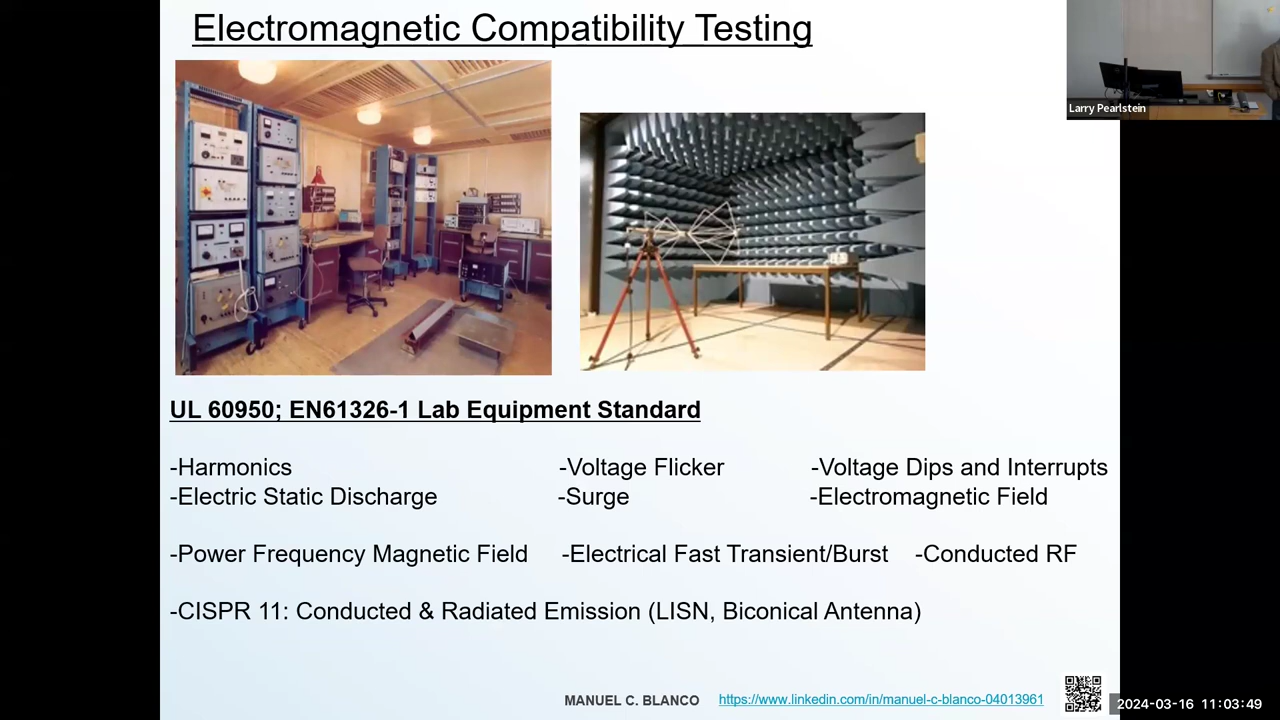 Electromagnetic Compatibility Testing
Larry Pearlstein
UL 60950; EN61326-1 Lab Equipment Standard
-Harmonics -Voltage Flicker -Voltage Dips and Interrupts
-Electric Static Discharge -Surge -Electromagnetic Field
-Power Frequency Magnetic Field -Electrical Fast Transient/Burst -Conducted RF
-CISPR 11: Conducted & Radiated Emission (LISN, Biconical Antenna)
MANUEL C. BLANCO https://www.linkedin.com/in/manuel-c-blanco-04013961
2024-03-16 11:03:49